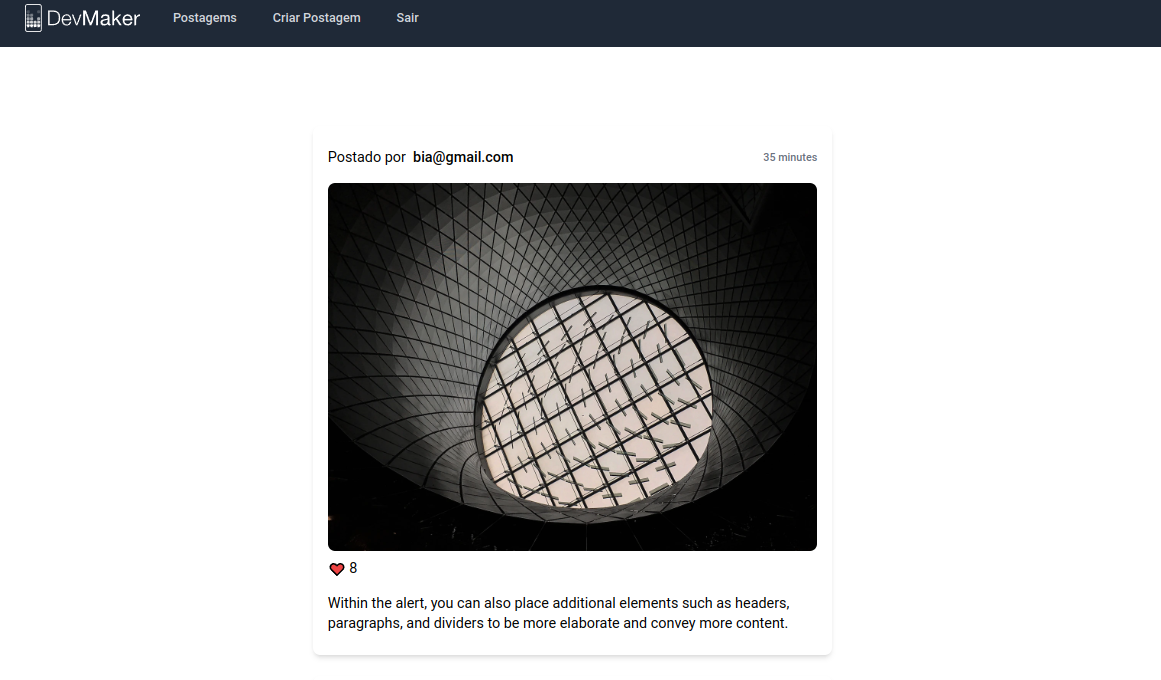 DevMaker Postagems Criar Postagem Sair
Postado por bia@gmail.com 35 minutes
8
Within the alert, you can also place additional elements such as headers,
paragraphs, and dividers to be more elaborate and convey more content.